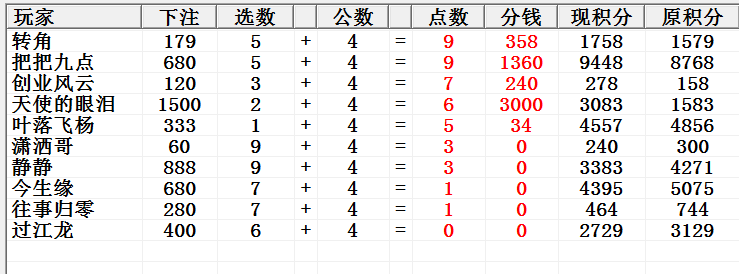 玩家 下注 选数 公数 点数 分钱 现积分 原积分
转角 179 5 + 4 = 9 358 1758 1579
把把九点 680 5 + 4 = 9 1360 9448 8768
创业风云 120 3 + 4 = 7 240 278 158
天使的眼泪 1500 2 + 4 = 6 3000 3083 1583
叶落飞杨 333 1 + 4 = 5 34 4557 4856
潇洒哥 60 9 + 4 = 3 0 240 300
静静 888 9 + 4 = 3 0 3383 4271
今生缘 680 7 + 4 = 1 0 4395 5075
往事归零 280 7 + 4 = 1 0 464 744
过江龙 400 6 + 4 = 0 0 2729 3129